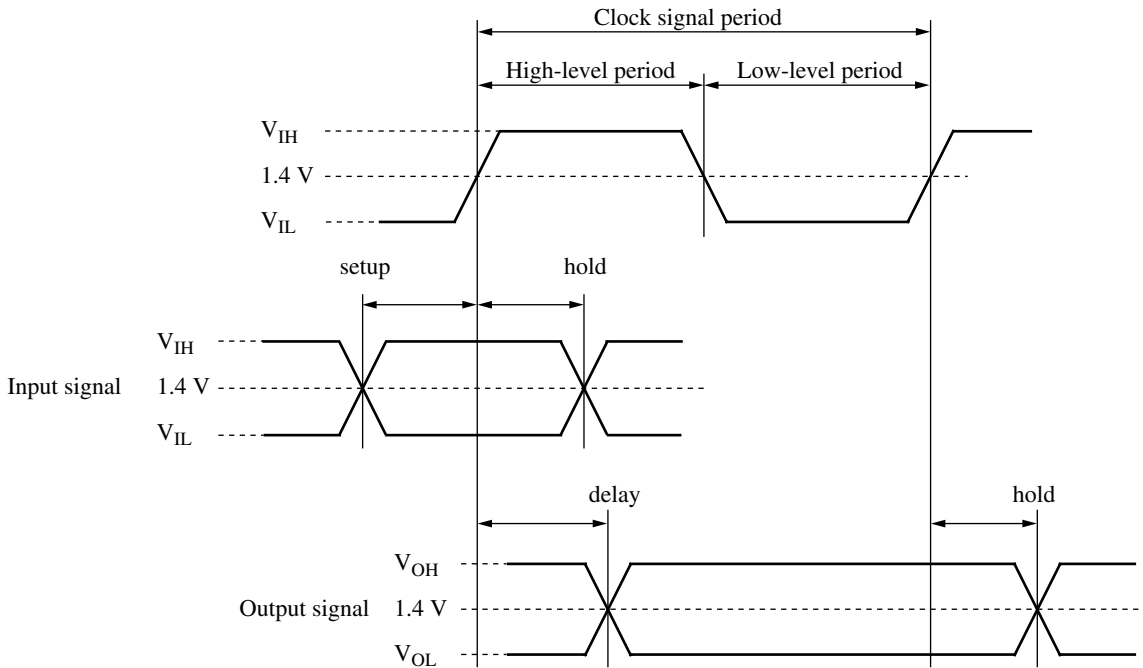 Clock signal period
High-level period Low-level period
V_IH
1.4 V
V_IL
setup hold
V_IH
Input signal 1.4 V
V_IL
delay hold
V_OH
Output signal 1.4 V
V_OL